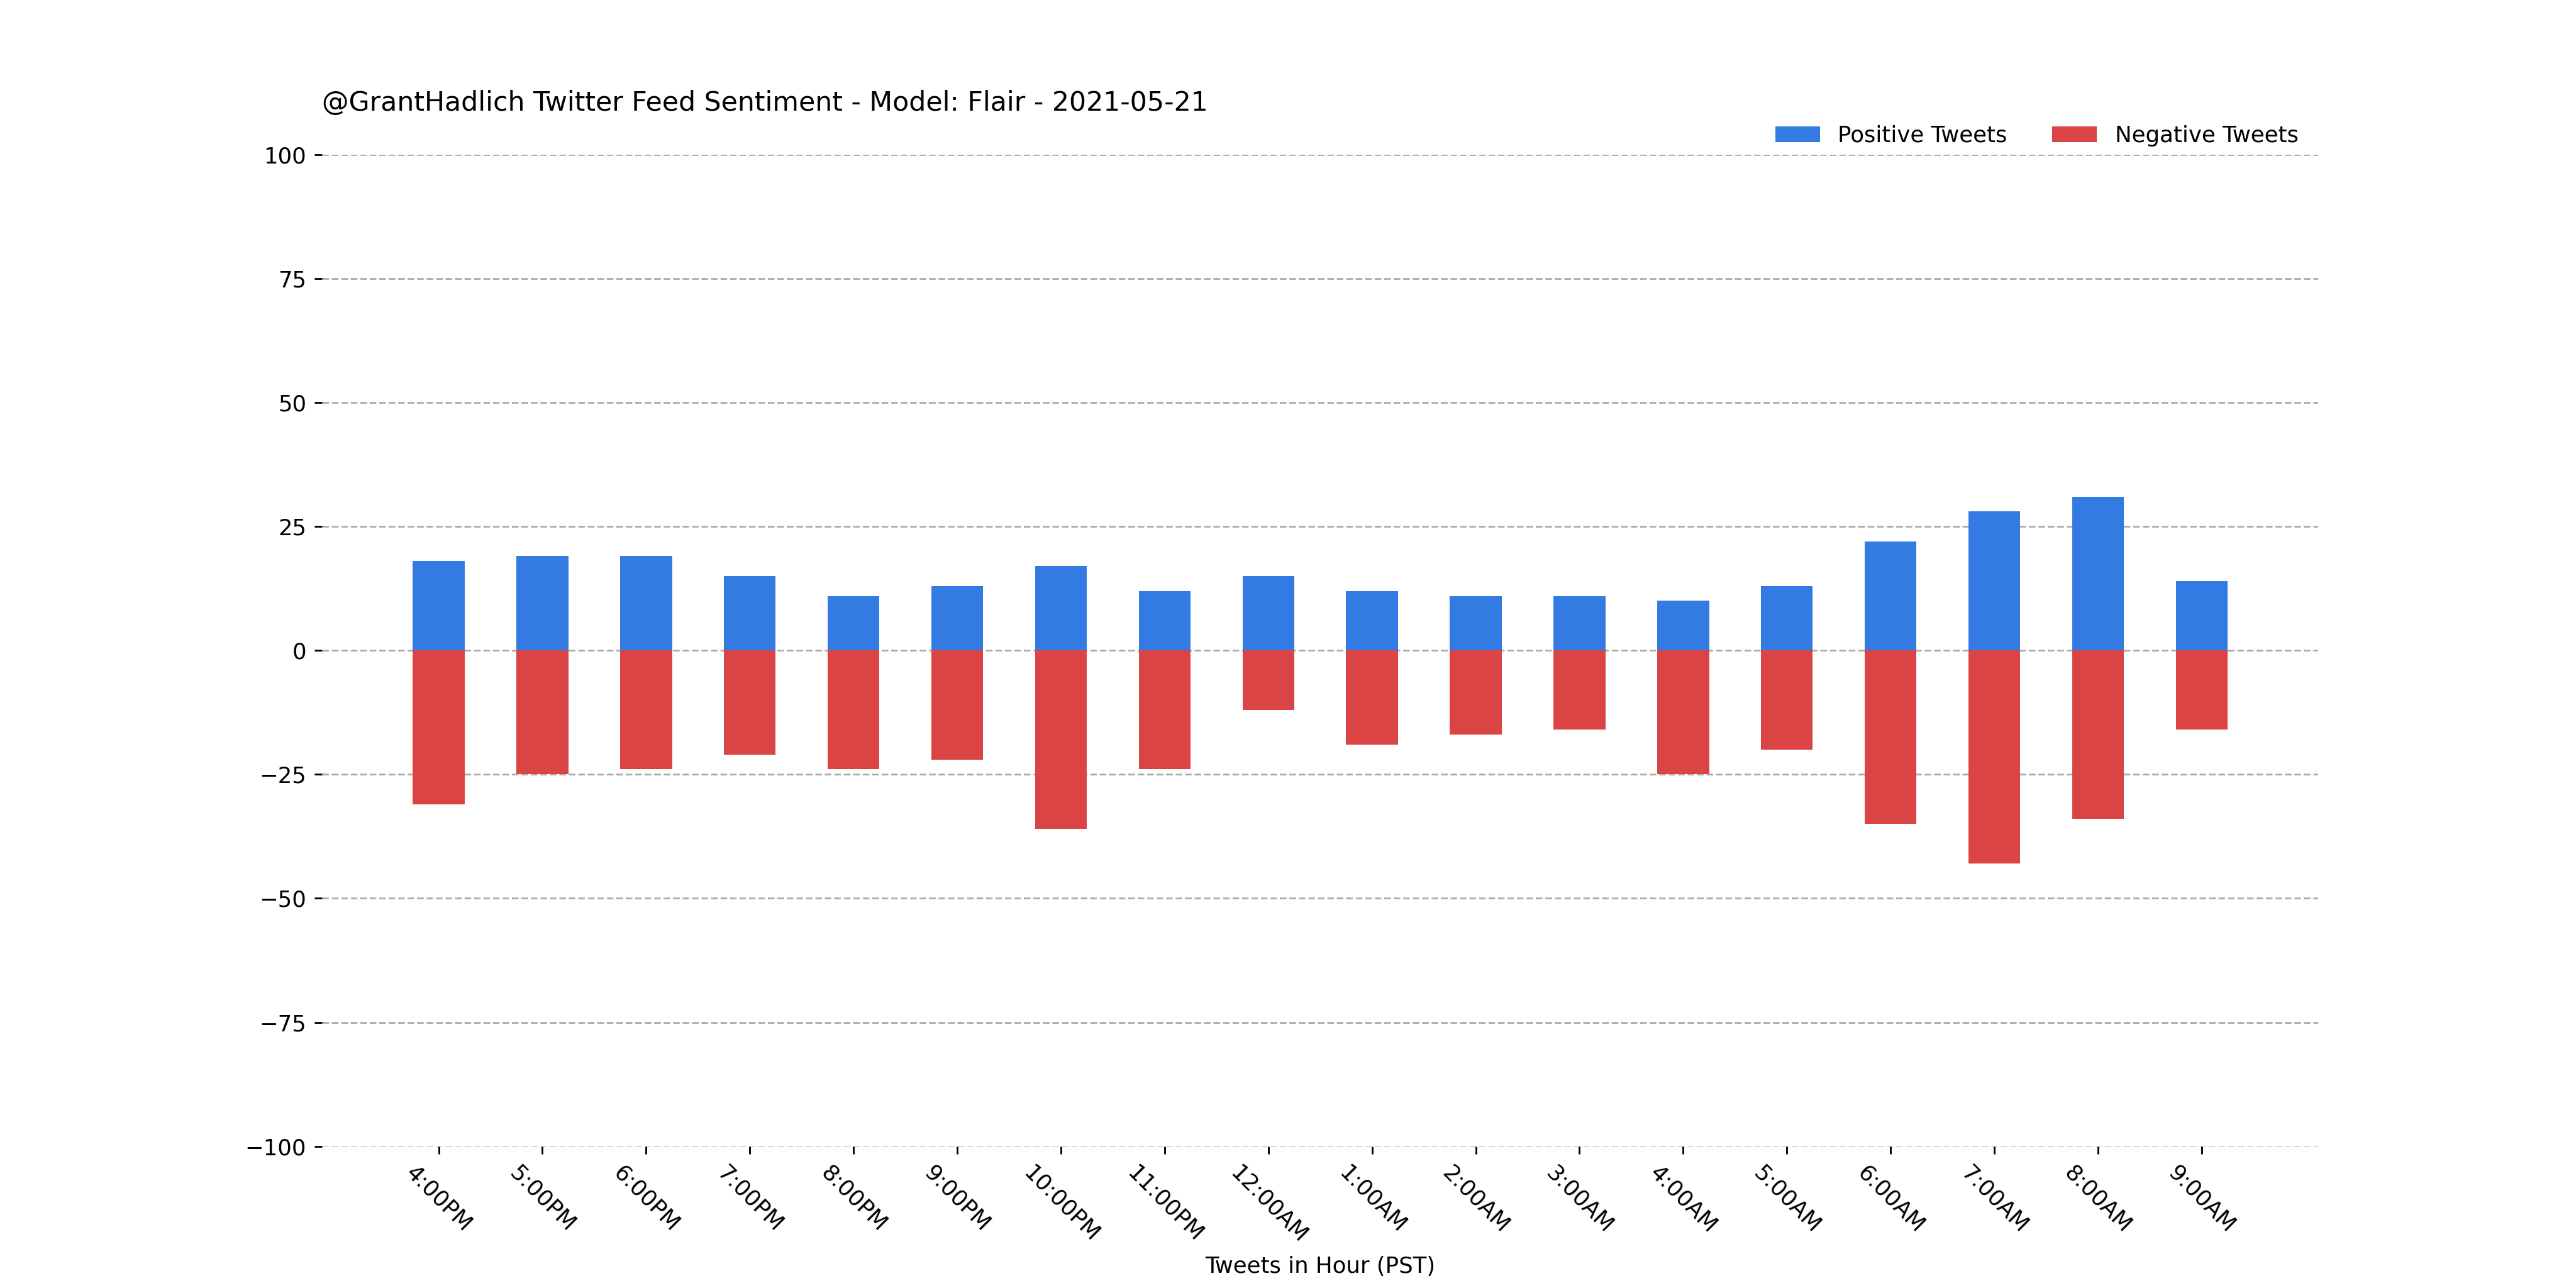 @GrantHadlich Twitter Feed Sentiment - Model: Flair - 2021-05-21
Positive Tweets
Negative Tweets
100
75
50
25
0
−25
−50
−75
−100
4:00PM
5:00PM
6:00PM
7:00PM
8:00PM
9:00PM
10:00PM
11:00PM
12:00AM
1:00AM
2:00AM
3:00AM
4:00AM
5:00AM
6:00AM
7:00AM
8:00AM
9:00AM
Tweets in Hour (PST)